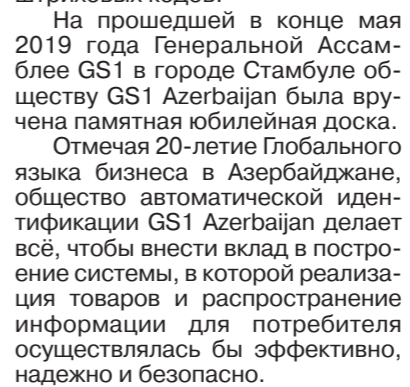 штриховых кодов.
На прошедшей в конце мая
2019 года Генеральной Ассам-
блее GS1 в городе Стамбуле об-
ществу GS1 Azerbaijan была вру-
чена памятная юбилейная доска.
Отмечая 20-летие Глобального
языка бизнеса в Азербайджане,
общество автоматической иден-
тификации GS1 Azerbaijan делает
всё, чтобы внести вклад в постро-
ение системы, в которой реализа-
ция товаров и распространение
информации для потребителя
осуществлялась бы эффективно,
надежно и безопасно.